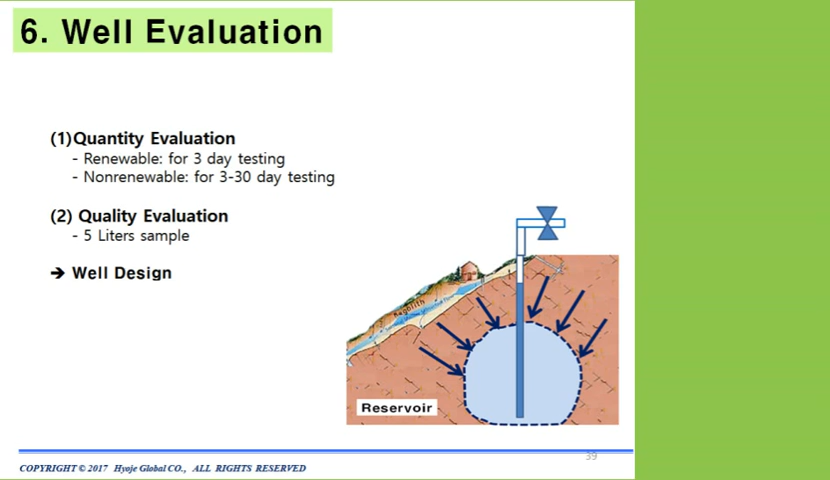 6. Well Evaluation
(1)Quantity Evaluation
- Renewable: for 3 day testing
- Nonrenewable: for 3-30 day testing
(2) Quality Evaluation
- 5 Liters sample
➔ Well Design
Regolith
Reservoir
39
COPYRIGHT © 2017 Hyoje Global CO., ALL RIGHTS RESERVED